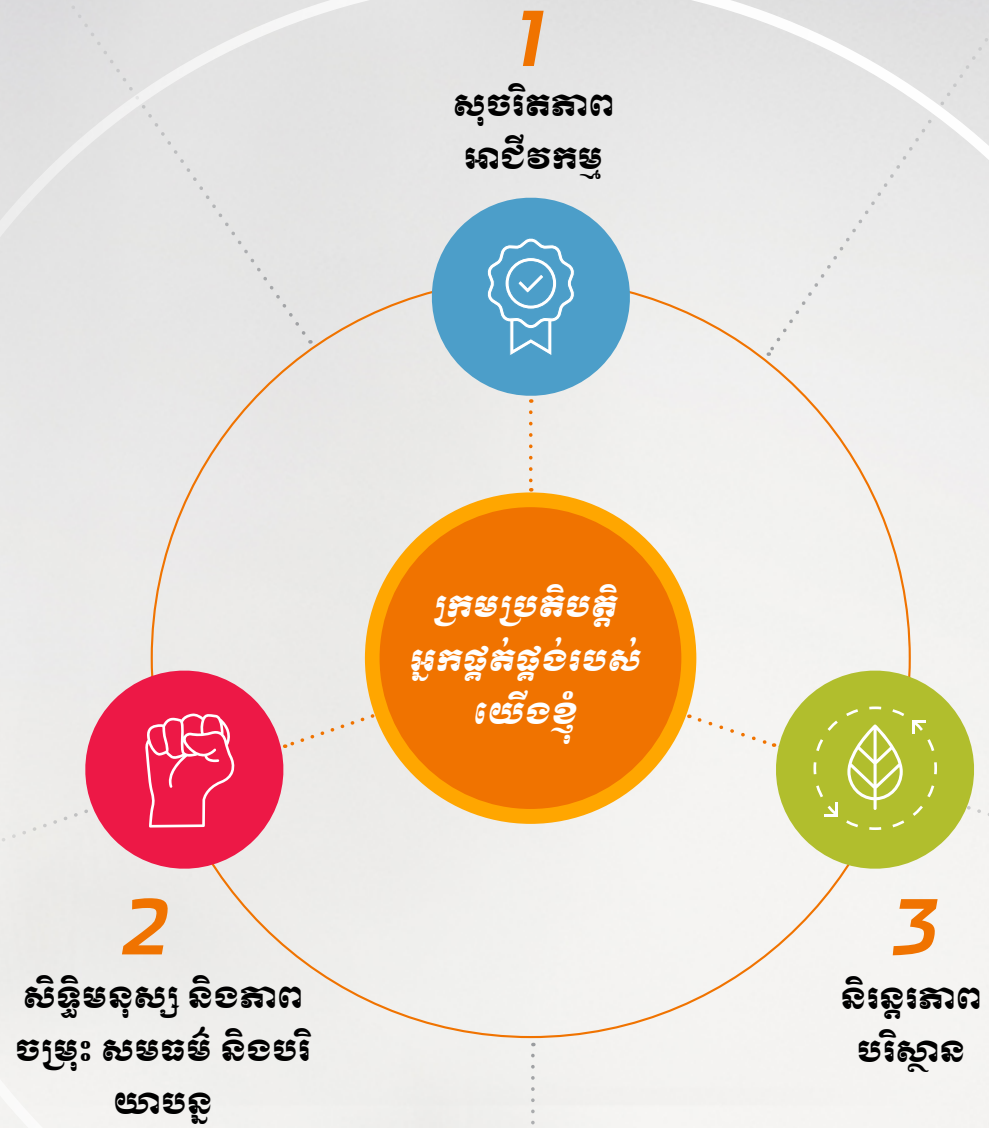 1
សុចរិតភាព
អាជីវកម្ម
ក្រមប្រតិបត្តិ
អ្នកផ្គត់ផ្គង់របស់
យើងខ្ញុំ
2
សិទ្ធិមនុស្ស និងភាព
ចម្រុះ សមធម៌ និងបរិ
យាបន្ន
3
និរន្តរភាព
បរិស្ថាន